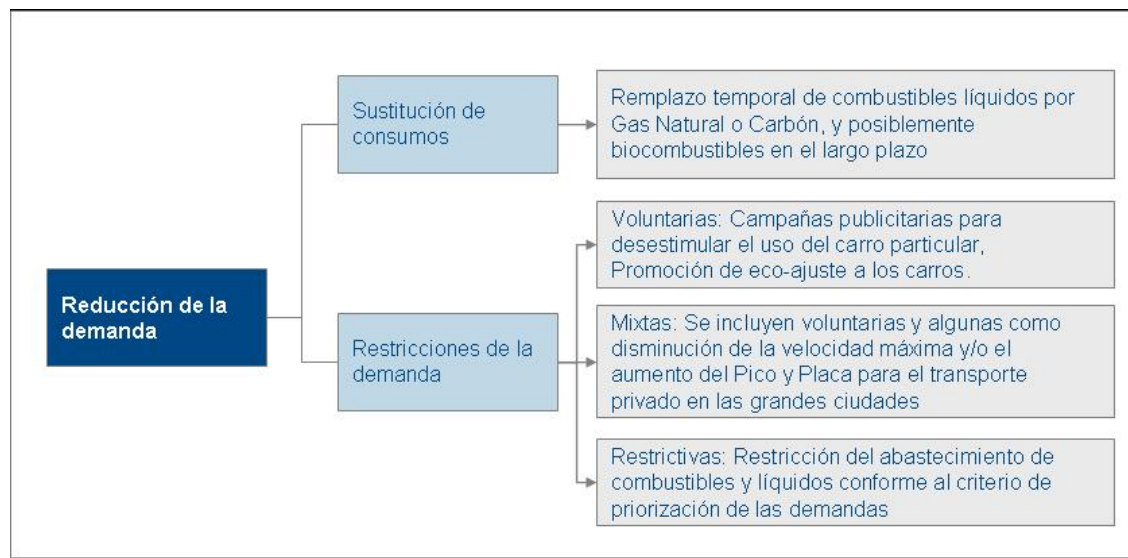 Reducción de la
demanda
Sustitución de
consumos
Remplazo temporal de combustibles líquidos por
Gas Natural o Carbón, y posiblemente
biocombustibles en el largo plazo
Restricciones de la
demanda
Voluntarias: Campañas publicitarias para
desestimular el uso del carro particular,
Promoción de eco-ajuste a los carros.
Mixtas: Se incluyen voluntarias y algunas como
disminución de la velocidad máxima y/o el
aumento del Pico y Placa para el transporte
privado en las grandes ciudades
Restrictivas: Restricción del abastecimiento de
combustibles y líquidos conforme al criterio de
priorización de las demandas